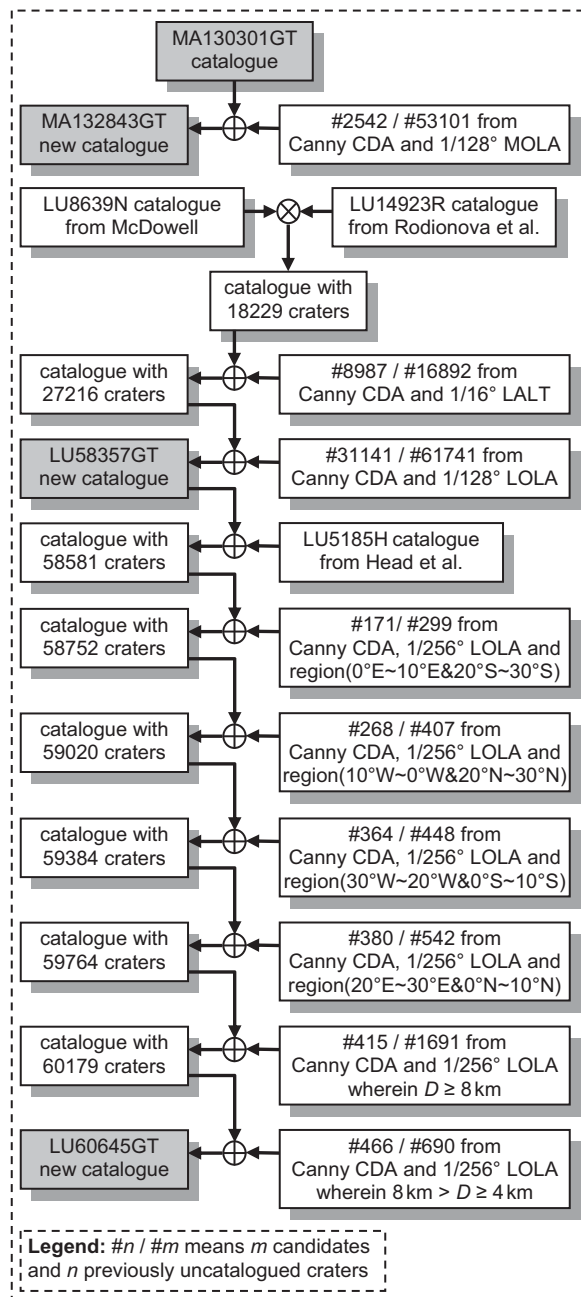 MA130301GT
catalogue
MA132843GT
new catalogue
#2542 / #53101 from
Canny CDA and 1/128° MOLA
LU8639N catalogue
from McDowell
LU14923R catalogue
from Rodionova et al.
catalogue with
18229 craters
catalogue with
27216 craters
#8987 / #16892 from
Canny CDA and 1/16° LALT
LU58357GT
new catalogue
#31141 / #61741 from
Canny CDA and 1/128° LOLA
catalogue with
58581 craters
LU5185H catalogue
from Head et al.
catalogue with
58752 craters
#171/ #299 from
Canny CDA, 1/256° LOLA and
region(0°E~10°E&20°S~30°S)
catalogue with
59020 craters
#268 / #407 from
Canny CDA, 1/256° LOLA and
region(10°W~0°W&20°N~30°N)
catalogue with
59384 craters
#364 / #448 from
Canny CDA, 1/256° LOLA and
region(30°W~20°W&0°S~10°S)
catalogue with
59764 craters
#380 / #542 from
Canny CDA, 1/256° LOLA and
region(20°E~30°E&0°N~10°N)
catalogue with
60179 craters
#415 / #1691 from
Canny CDA and 1/256° LOLA
wherein D ≥ 8 km
LU60645GT
new catalogue
#466 / #690 from
Canny CDA and 1/256° LOLA
wherein 8 km > D ≥ 4 km
Legend: #n / #m means m candidates
and n previously uncatalogued craters